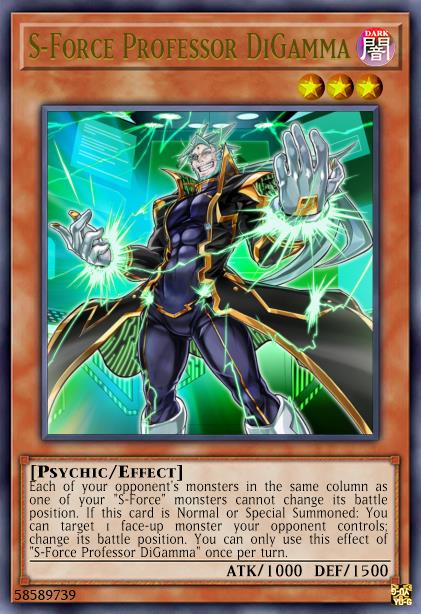 S-Force Professor DiGamma
DARK
闇
[Psychic/Effect]
Each of your opponent's monsters in the same column as
one of your "S-Force" monsters cannot change its battle
position. If this card is Normal or Special Summoned: You
can target 1 face-up monster your opponent controls;
change its battle position. You can only use this effect of
"S-Force Professor DiGamma" once per turn.
ATK/1000 DEF/1500
58589739